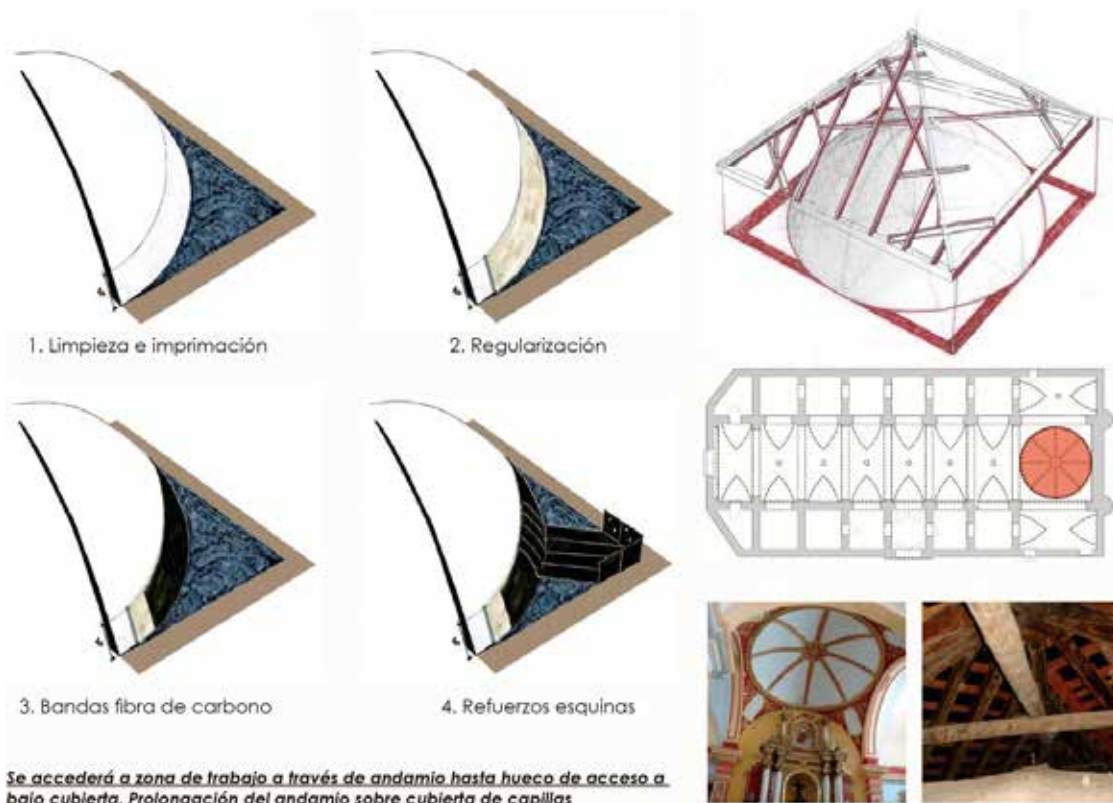 1. Limpieza e imprimación
2. Regularización
3. Bandas fibra de carbono
4. Refuerzos esquinas
Se accederá a zona de trabajo a través de andamio hasta hueco de acceso a
bajo cubierta. Prolongación del andamio sobre cubierta de capillas